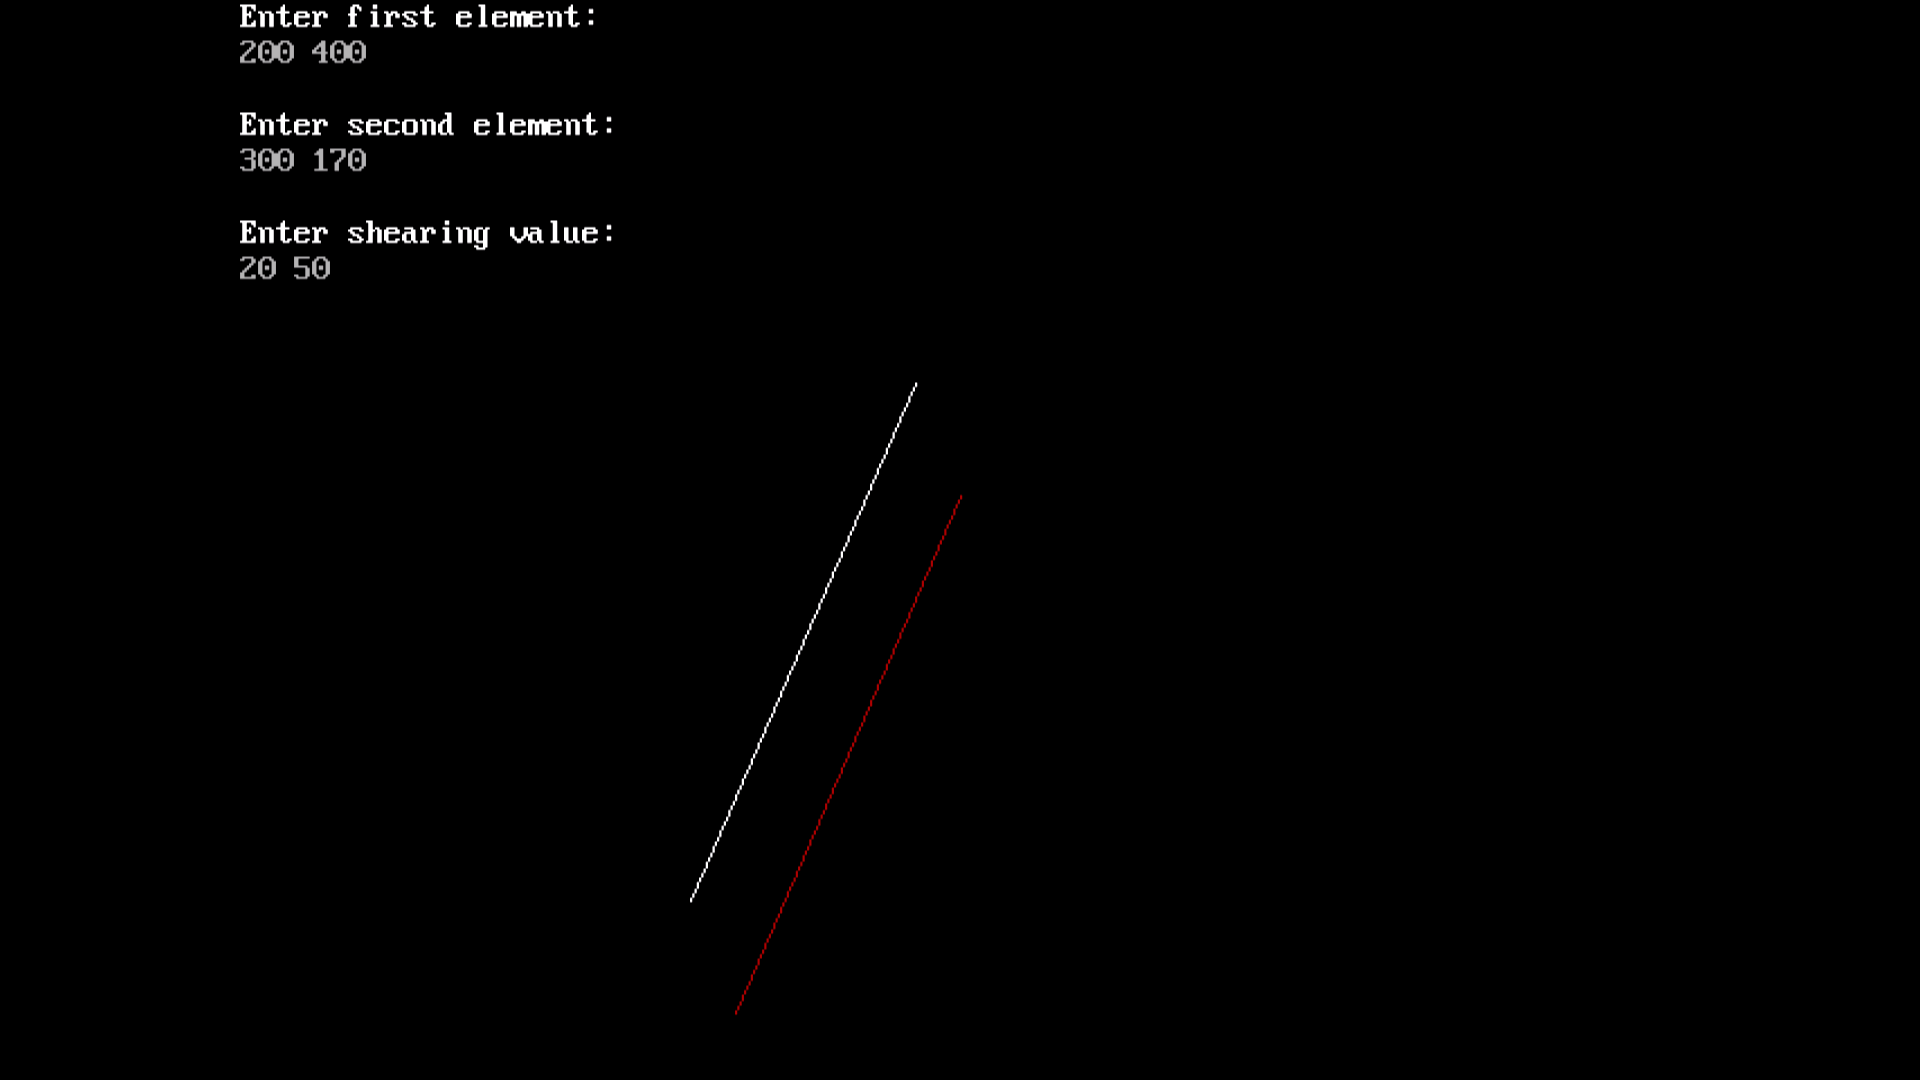 Enter first element:
200 400
Enter second element:
300 170
Enter shearing value:
20 50